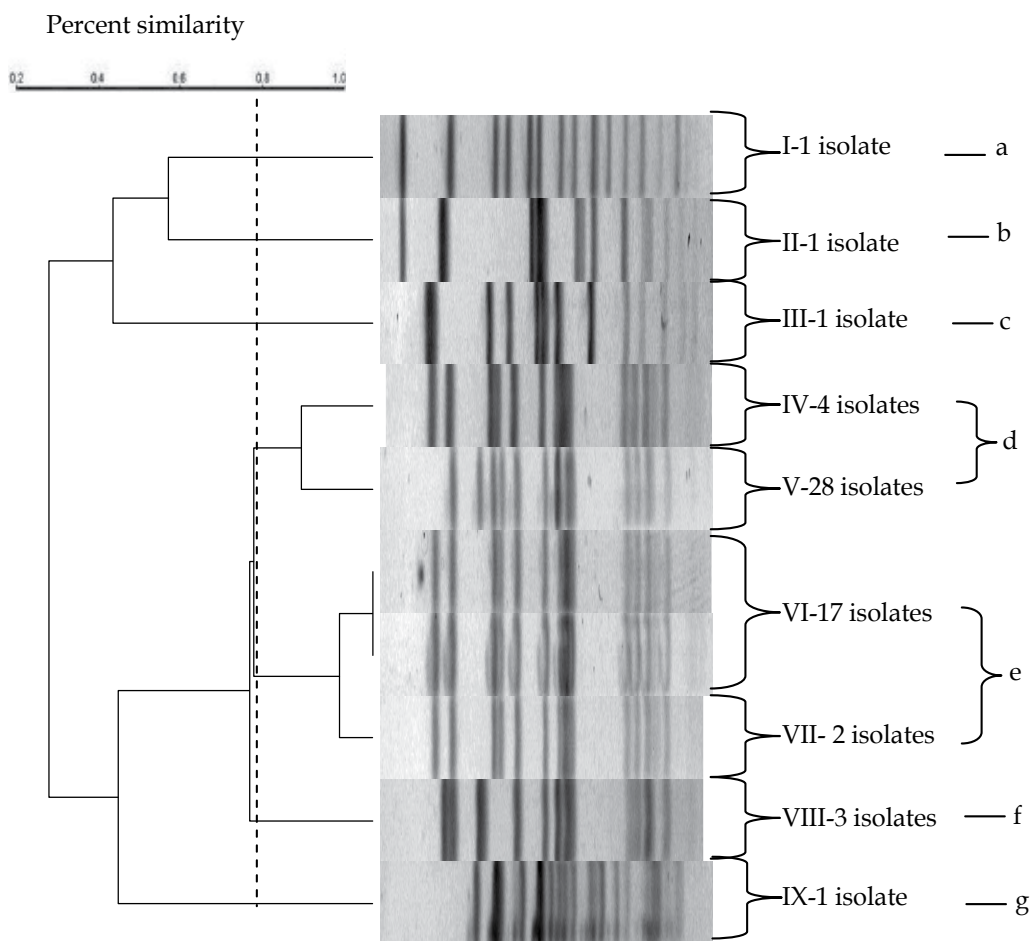 Percent similarity
0.2 0.4 0.6 0.8 1.0
I-1 isolate a
II-1 isolate b
III-1 isolate c
IV-4 isolates
d
V-28 isolates
VI-17 isolates
e
VII- 2 isolates
VIII-3 isolates f
IX-1 isolate g